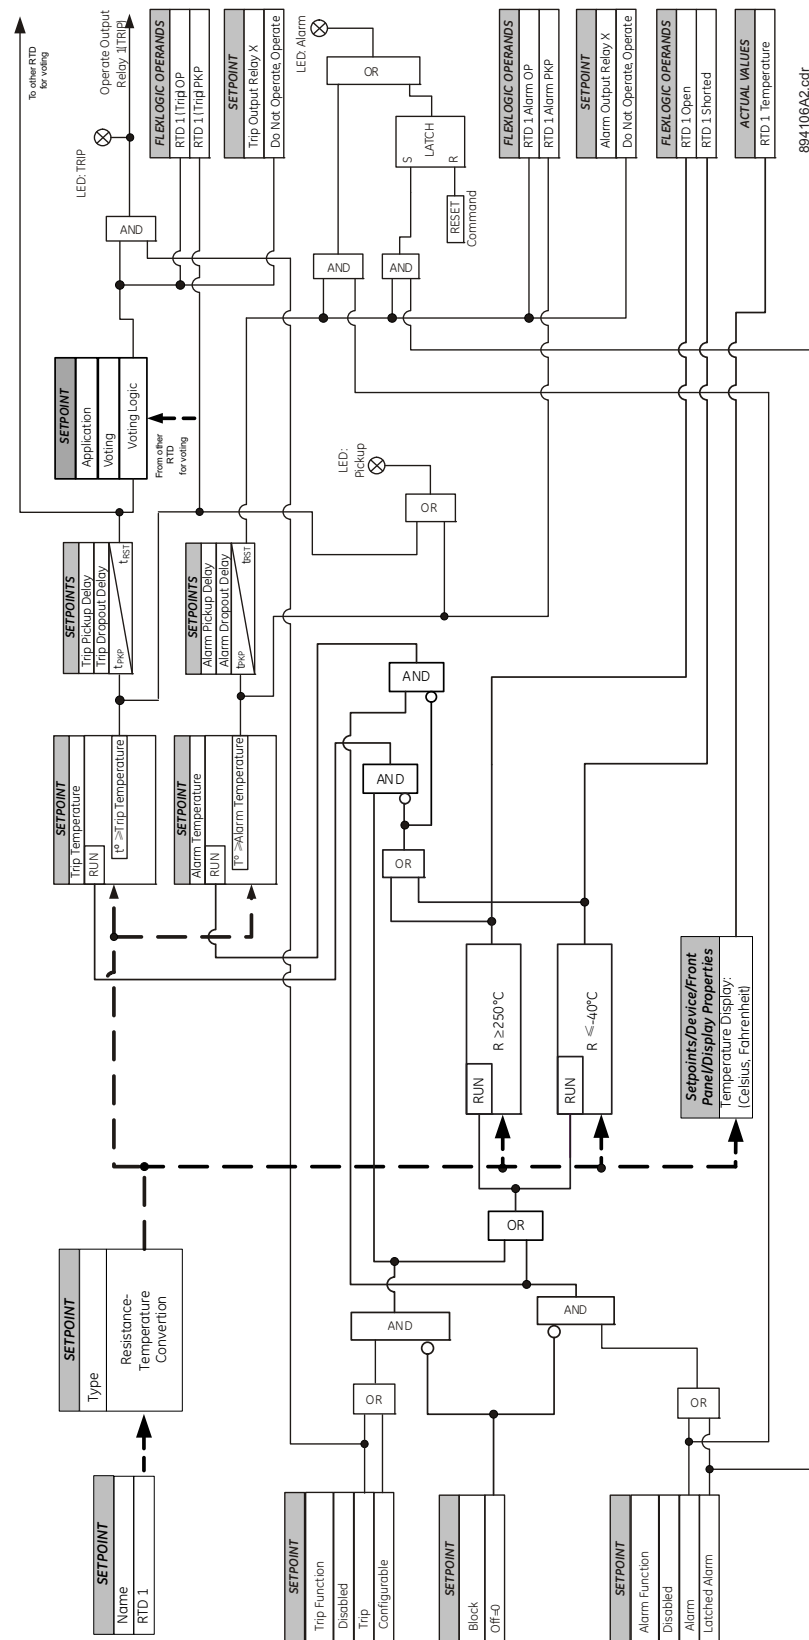 To other RTD
for voting
Operate Output
Relay 1(TRIP)
LED: TRIP
AND
FLEXLOGIC OPERANDS
RTD 1 (Trip) OP
RTD 1 (Trip) PKP
SETPOINT
Trip Output Relay X
Do Not Operate, Operate
LED: Alarm
OR
LATCH
S
R
RESET
Command
AND
AND
FLEXLOGIC OPERANDS
RTD 1 Alarm OP
RTD 1 Alarm PKP
SETPOINT
Alarm Output Relay X
Do Not Operate, Operate
FLEXLOGIC OPERANDS
RTD 1 Open
RTD 1 Shorted
ACTUAL VALUES
RTD 1 Temperature
894106A2.cdr
SETPOINT
Application
Voting
Voting Logic
From other
RTD
for voting
LED:
Pickup
OR
SETPOINTS
Trip Pickup Delay
Trip Dropout Delay
tPKP
tRST
SETPOINTS
Alarm Pickup Delay
Alarm Dropout Delay
tPKP
tRST
AND
AND
OR
SETPOINT
Trip Temperature
RUN
t° ≥Trip Temperature
SETPOINT
Alarm Temperature
RUN
T° ≥Alarm Temperature
RUN
R ≥250°C
RUN
R ≤-40°C
Setpoints/Device/Front
Panel/Display Properties
Temperature Display:
(Celsius, Fahrenheit)
OR
SETPOINT
Type
Resistance-
Temperature
Convertion
AND
AND
OR
OR
SETPOINT
Name
RTD 1
SETPOINT
Trip Function
Disabled
Trip
Configurable
SETPOINT
Block
Off=0
SETPOINT
Alarm Function
Disabled
Alarm
Latched Alarm